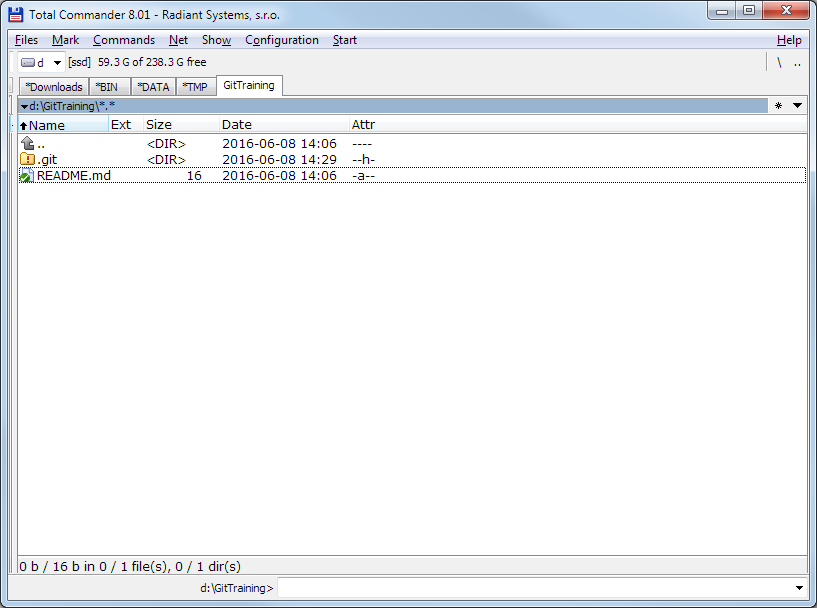 Total Commander 8.01 - Radiant Systems, s.r.o.
Files Mark Commands Net Show Configuration Start Help
d [ssd] 59.3 G of 238.3 G free \ ..
*Downloads *BIN *DATA *TMP GitTraining
d:\GitTraining\*.* *
Name Ext Size Date Attr
.. <DIR> 2016-06-08 14:06 ----
.git <DIR> 2016-06-08 14:29 --h-
README.md 16 2016-06-08 14:06 -a--
0 b / 16 b in 0 / 1 file(s), 0 / 1 dir(s)
d:\GitTraining>